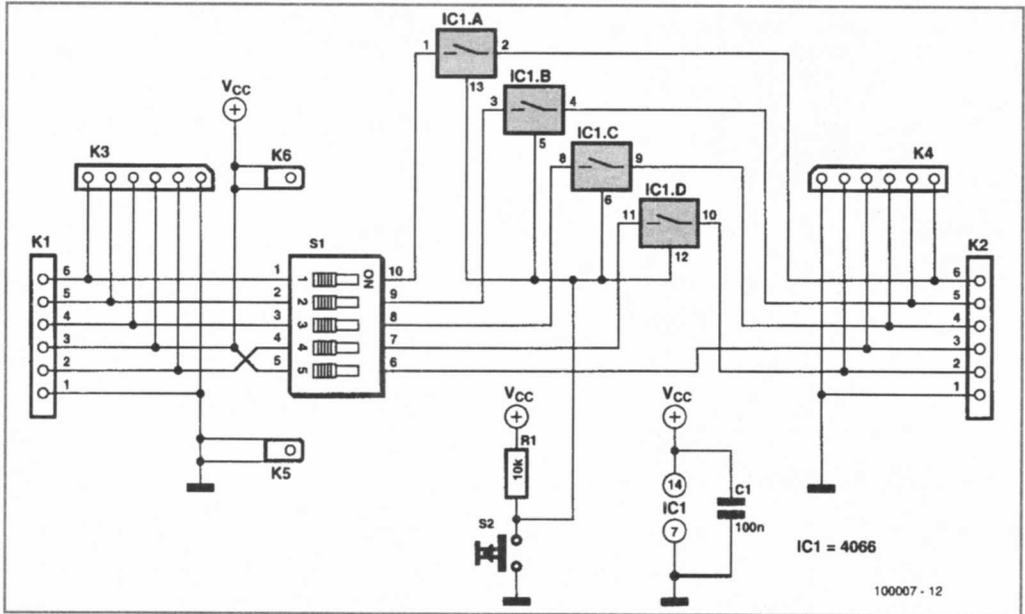 IC1.A
1 2
13
IC1.B
3 4
5
IC1.C
8 9
6
IC1.D
11 10
12
VCC
+
K3
K6
K4
K1
6
5
4
3
2
1
S1
1
2
3
4
5
1
2
3
4
5
ON
10
9
8
7
6
K2
6
5
4
3
2
1
K5
VCC
+
R1
10k
S2
VCC
+
14
IC1
7
C1
100n
IC1 = 4066
100007 - 12